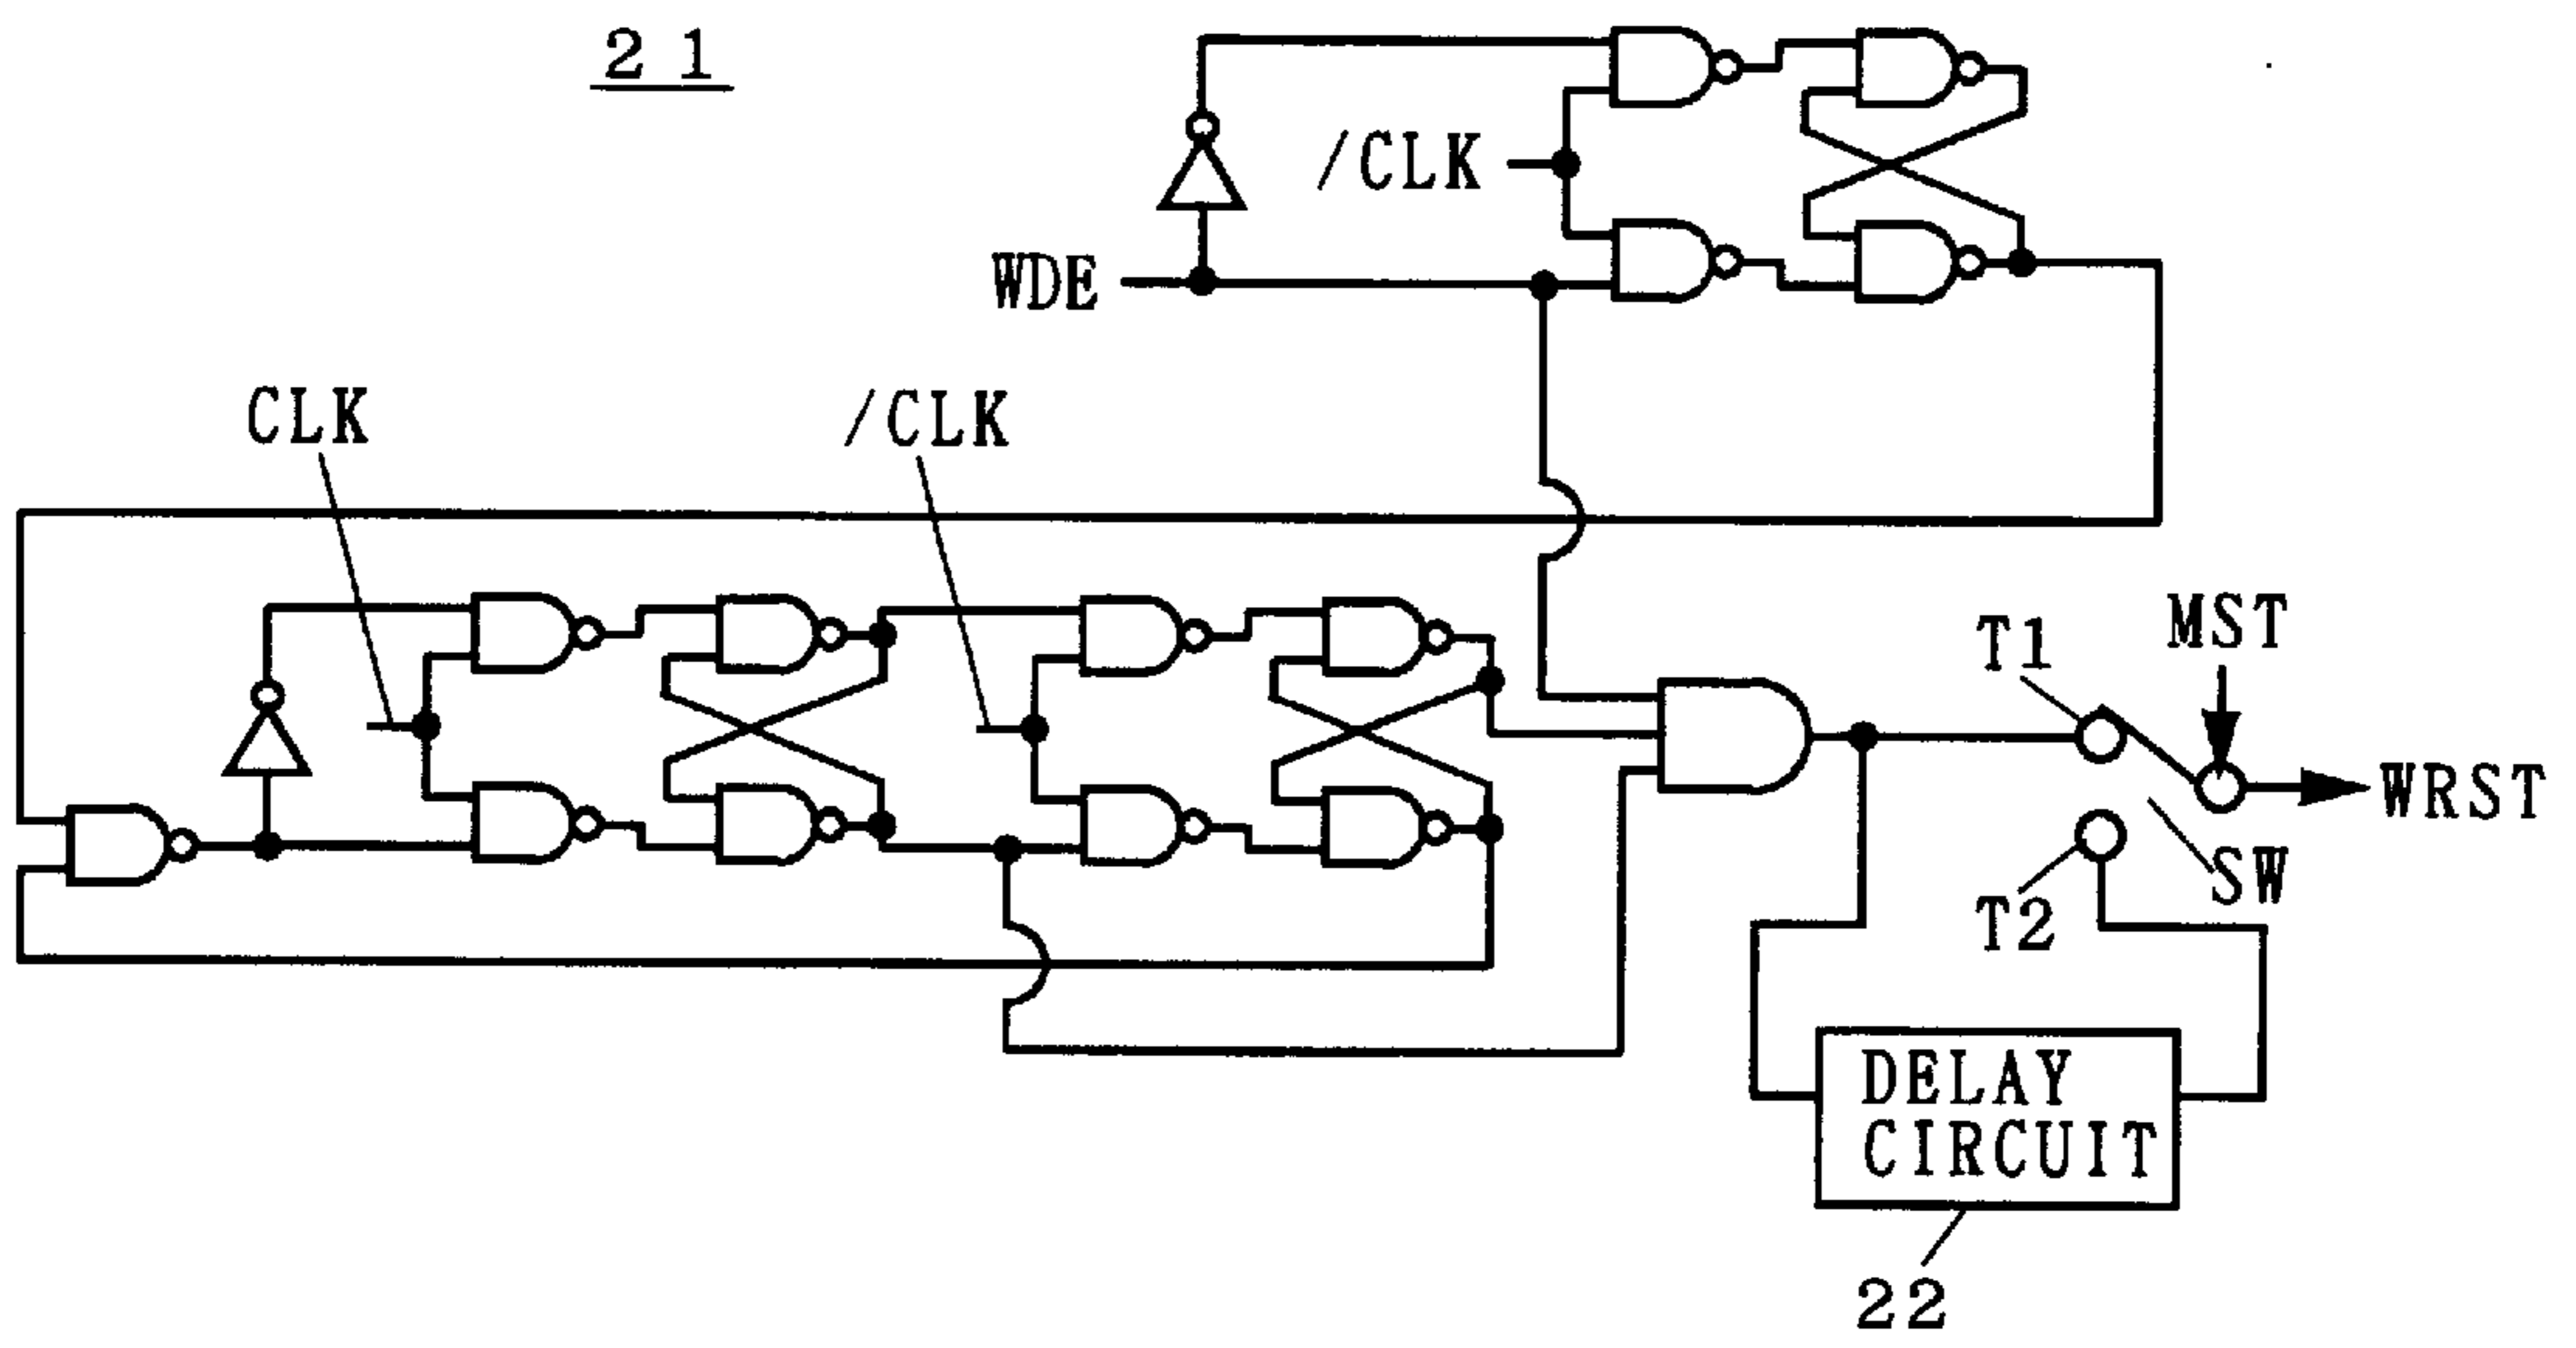 21
/CLK
WDE
CLK
/CLK
T1
MST
WRST
SW
T2
DELAY
CIRCUIT
22